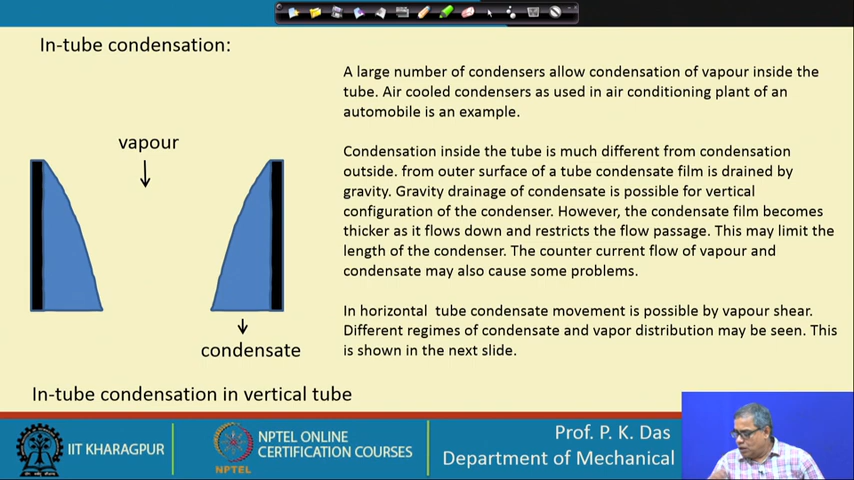 In-tube condensation:
A large number of condensers allow condensation of vapour inside the
tube. Air cooled condensers as used in air conditioning plant of an
automobile is an example.
vapour
Condensation inside the tube is much different from condensation
outside. from outer surface of a tube condensate film is drained by
gravity. Gravity drainage of condensate is possible for vertical
configuration of the condenser. However, the condensate film becomes
thicker as it flows down and restricts the flow passage. This may limit the
length of the condenser. The counter current flow of vapour and
condensate may also cause some problems.
In horizontal tube condensate movement is possible by vapour shear.
Different regimes of condensate and vapor distribution may be seen. This
is shown in the next slide.
condensate
In-tube condensation in vertical tube
IIT KHARAGPUR
NPTEL
NPTEL ONLINE
CERTIFICATION COURSES
Prof. P. K. Das
Department of Mechanical